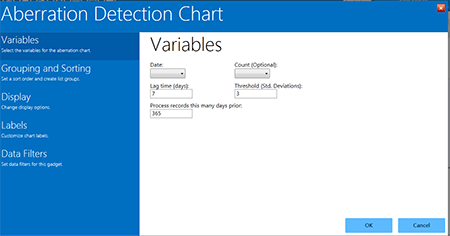 Aberration Detection Chart
Variables
Select the variables for the aberration chart.
Grouping and Sorting
Set a sort order and create list groups.
Display
Change display options.
Labels
Customize chart labels.
Data Filters
Set data filters for this gadget.
Variables
Date: Count (Optional):
Lag time (days): Threshold (Std. Deviations):
7 3
Process records this many days prior:
365
OK Cancel